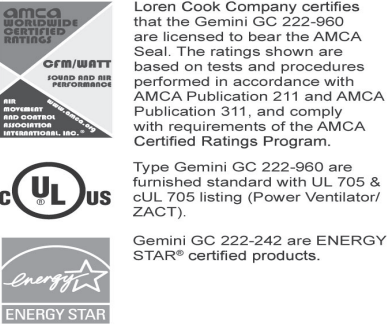 amca
WORLDWIDE
CERTIFIED
RATINGS
CFM/WATT
SOUND AND AIR
PERFORMANCE
AIR
MOVEMENT
AND CONTROL
ASSOCIATION
INTERNATIONAL, INC.®
www.amca.org
Loren Cook Company certifies
that the Gemini GC 222-960
are licensed to bear the AMCA
Seal. The ratings shown are
based on tests and procedures
performed in accordance with
AMCA Publication 211 and AMCA
Publication 311, and comply
with requirements of the AMCA
Certified Ratings Program.
c UL ® US
Type Gemini GC 222-960 are
furnished standard with UL 705 &
cUL 705 listing (Power Ventilator/
ZACT).
energy
ENERGY STAR
Gemini GC 222-242 are ENERGY
STAR® certified products.